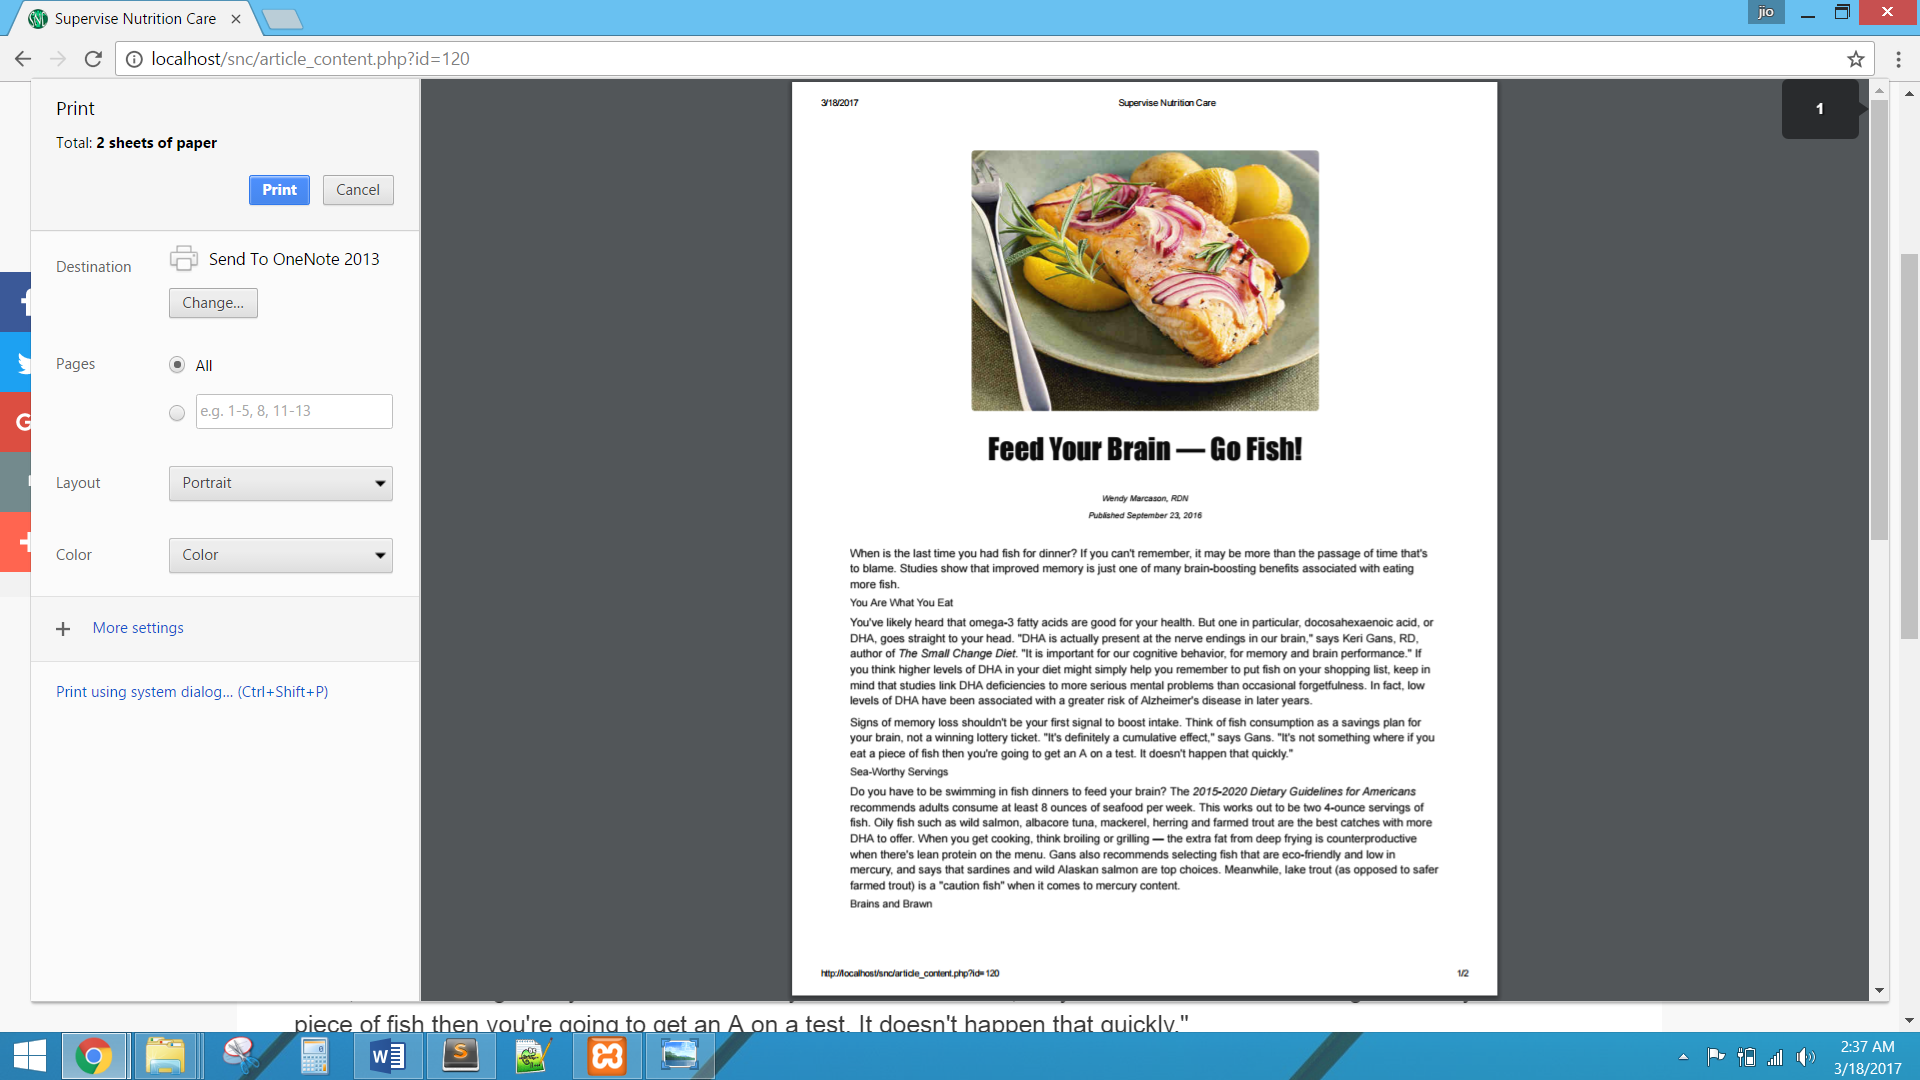 Supervise Nutrition Care
jio
localhost/snc/article_content.php?id=120
Print
Total: 2 sheets of paper
Print
Cancel
Destination
Send To OneNote 2013
Change...
Pages
All
e.g. 1-5, 8, 11-13
Layout
Portrait
Color
Color
More settings
Print using system dialog... (Ctrl+Shift+P)
3/18/2017
Supervise Nutrition Care
1
Feed Your Brain — Go Fish!
Wendy Marcason, RDN
Published September 23, 2016
When is the last time you had fish for dinner? If you can't remember, it may be more than the passage of time that's
to blame. Studies show that improved memory is just one of many brain-boosting benefits associated with eating
more fish.
You Are What You Eat
You've likely heard that omega-3 fatty acids are good for your health. But one in particular, docosahexaenoic acid, or
DHA, goes straight to your head. "DHA is actually present at the nerve endings in our brain," says Keri Gans, RD,
author of The Small Change Diet. "It is important for our cognitive behavior, for memory and brain performance." If
you think higher levels of DHA in your diet might simply help you remember to put fish on your shopping list, keep in
mind that studies link DHA deficiencies to more serious mental problems than occasional forgetfulness. In fact, low
levels of DHA have been associated with a greater risk of Alzheimer's disease in later years.
Signs of memory loss shouldn't be your first signal to boost intake. Think of fish consumption as a savings plan for
your brain, not a winning lottery ticket. "It's definitely a cumulative effect," says Gans. "It's not something where if you
eat a piece of fish then you're going to get an A on a test. It doesn't happen that quickly."
Sea-Worthy Servings
Do you have to be swimming in fish dinners to feed your brain? The 2015-2020 Dietary Guidelines for Americans
recommends adults consume at least 8 ounces of seafood per week. This works out to be two 4-ounce servings of
fish. Oily fish such as wild salmon, albacore tuna, mackerel, herring and farmed trout are the best catches with more
DHA to offer. When you get cooking, think broiling or grilling — the extra fat from deep frying is counterproductive
when there's lean protein on the menu. Gans also recommends selecting fish that are eco-friendly and low in
mercury, and says that sardines and wild Alaskan salmon are top choices. Meanwhile, lake trout (as opposed to safer
farmed trout) is a "caution fish" when it comes to mercury content.
Brains and Brawn
http://localhost/snc/article_content.php?id=120
1/2
piece of fish then you're going to get an A on a test. It doesn't happen that quickly."
2:37 AM
3/18/2017